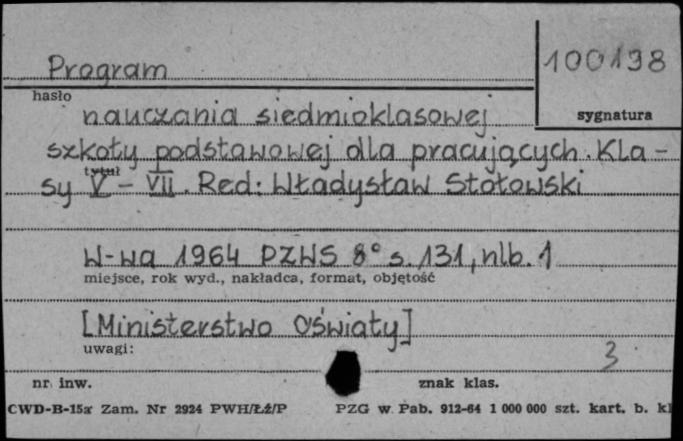 Program
100198
hasło
sygnatura
nauczania siedmioklasowej
szkoły podstawowej dla pracujących. Kla-
tytuł
sy V - VII. Red: Władysław Stołowski
W-wa 1964 PZWS 8° s. 131, nlb. 1
miejsce, rok wyd., nakładca, format, objętość
[Ministerstwo Oświaty]
uwagi:
3
nr. inw.
znak klas.
CWD-B-15a Zam. Nr 2924 PWH/Łź/P
PZG w Pab. 912-64 1 000 000 szt. kart. b. kl